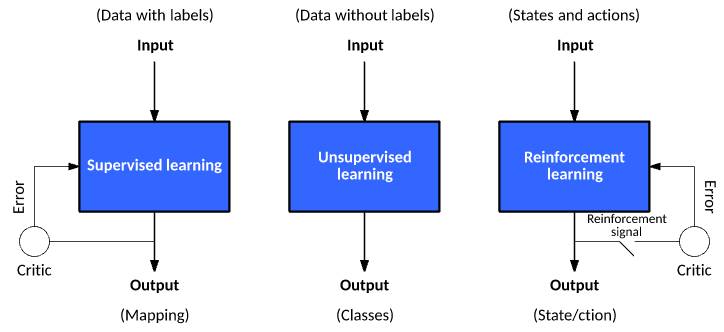 (Data with labels)
Input
Supervised learning
Error
Critic
Output
(Mapping)
(Data without labels)
Input
Unsupervised
learning
Output
(Classes)
(States and actions)
Input
Reinforcement
learning
Reinforcement
signal
Error
Critic
Output
(State/ction)